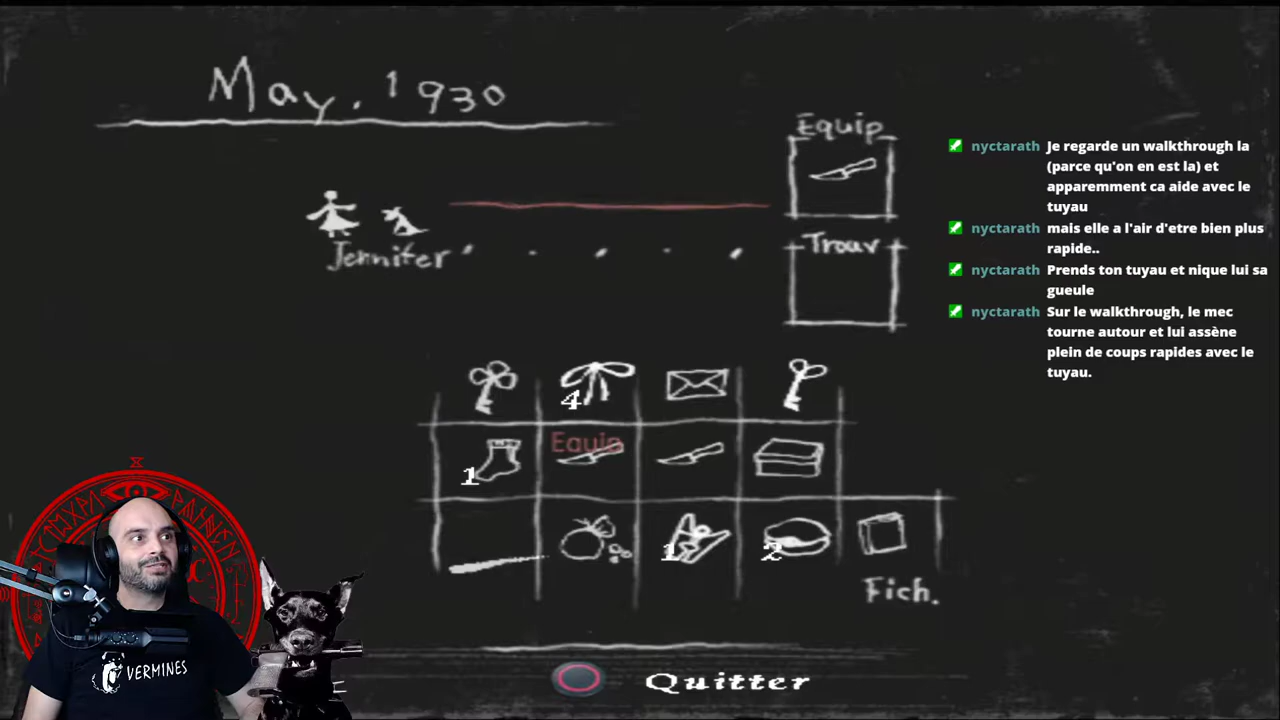 May. 1930
Equip
Trouv
Jennifer
4
Equip
1
1
2
Fich.
Quitter
VERMINES
nyctarath Je regarde un walkthrough la
(parce qu'on en est la) et
apparemment ca aide avec le
tuyau
nyctarath mais elle a l'air d'etre bien plus
rapide..
nyctarath Prends ton tuyau et nique lui sa
gueule
nyctarath Sur le walkthrough, le mec
tourne autour et lui assène
plein de coups rapides avec le
tuyau.